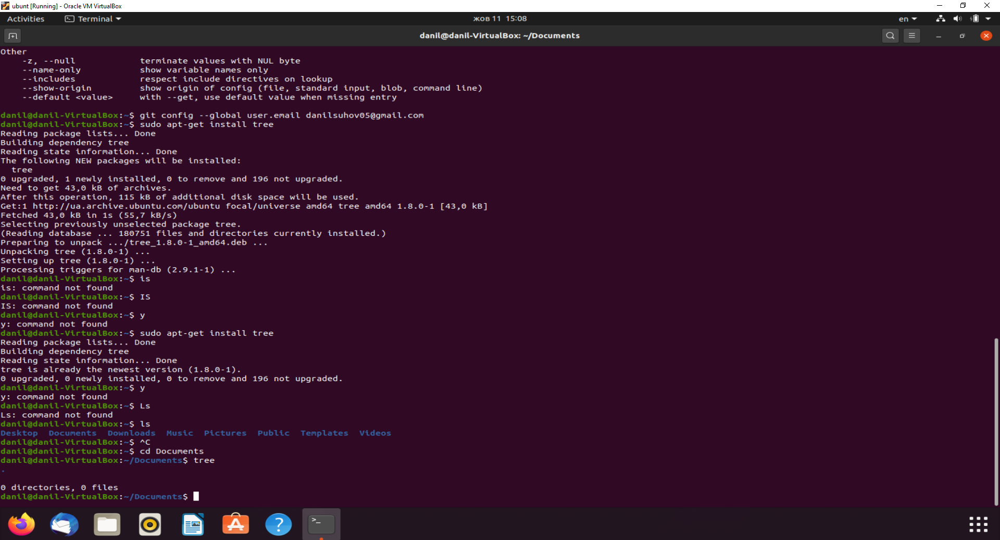 ubunt [Running] - Oracle VM VirtualBox
Activities Terminal жов 11 15:08 en
danil@danil-VirtualBox: ~/Documents
Other
    -z, --null            terminate values with NUL byte
    --name-only           show variable names only
    --includes            respect include directives on lookup
    --show-origin         show origin of config (file, standard input, blob, command line)
    --default <value>     with --get, use default value when missing entry
danil@danil-VirtualBox:~$ git config --global user.email danilsuhov05@gmail.com
danil@danil-VirtualBox:~$ sudo apt-get install tree
Reading package lists... Done
Building dependency tree
Reading state information... Done
The following NEW packages will be installed:
  tree
0 upgraded, 1 newly installed, 0 to remove and 196 not upgraded.
Need to get 43,0 kB of archives.
After this operation, 115 kB of additional disk space will be used.
Get:1 http://ua.archive.ubuntu.com/ubuntu focal/universe amd64 tree amd64 1.8.0-1 [43,0 kB]
Fetched 43,0 kB in 1s (55,7 kB/s)
Selecting previously unselected package tree.
(Reading database ... 180751 files and directories currently installed.)
Preparing to unpack .../tree_1.8.0-1_amd64.deb ...
Unpacking tree (1.8.0-1) ...
Setting up tree (1.8.0-1) ...
Processing triggers for man-db (2.9.1-1) ...
danil@danil-VirtualBox:~$ is
is: command not found
danil@danil-VirtualBox:~$ IS
IS: command not found
danil@danil-VirtualBox:~$ y
y: command not found
danil@danil-VirtualBox:~$ sudo apt-get install tree
Reading package lists... Done
Building dependency tree
Reading state information... Done
tree is already the newest version (1.8.0-1).
0 upgraded, 0 newly installed, 0 to remove and 196 not upgraded.
danil@danil-VirtualBox:~$ y
y: command not found
danil@danil-VirtualBox:~$ Ls
Ls: command not found
danil@danil-VirtualBox:~$ ls
Desktop  Documents  Downloads  Music  Pictures  Public  Templates  Videos
danil@danil-VirtualBox:~$ ^C
danil@danil-VirtualBox:~$ cd Documents
danil@danil-VirtualBox:~/Documents$ tree
.
0 directories, 0 files
danil@danil-VirtualBox:~/Documents$